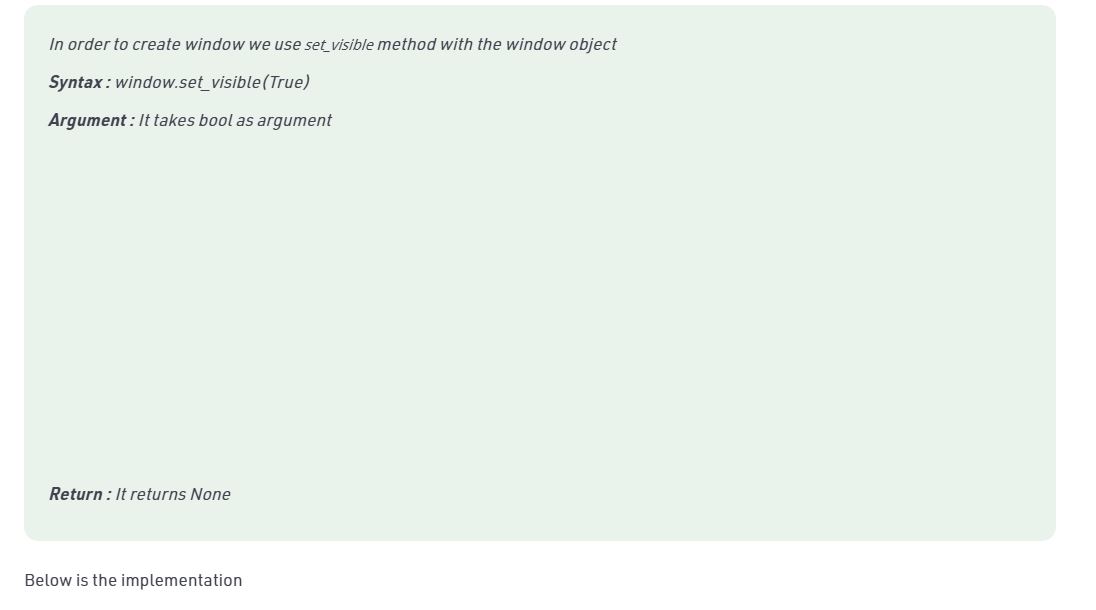 In order to create window we use set_visible method with the window object
Syntax : window.set_visible(True)
Argument : It takes bool as argument
Return : It returns None
Below is the implementation